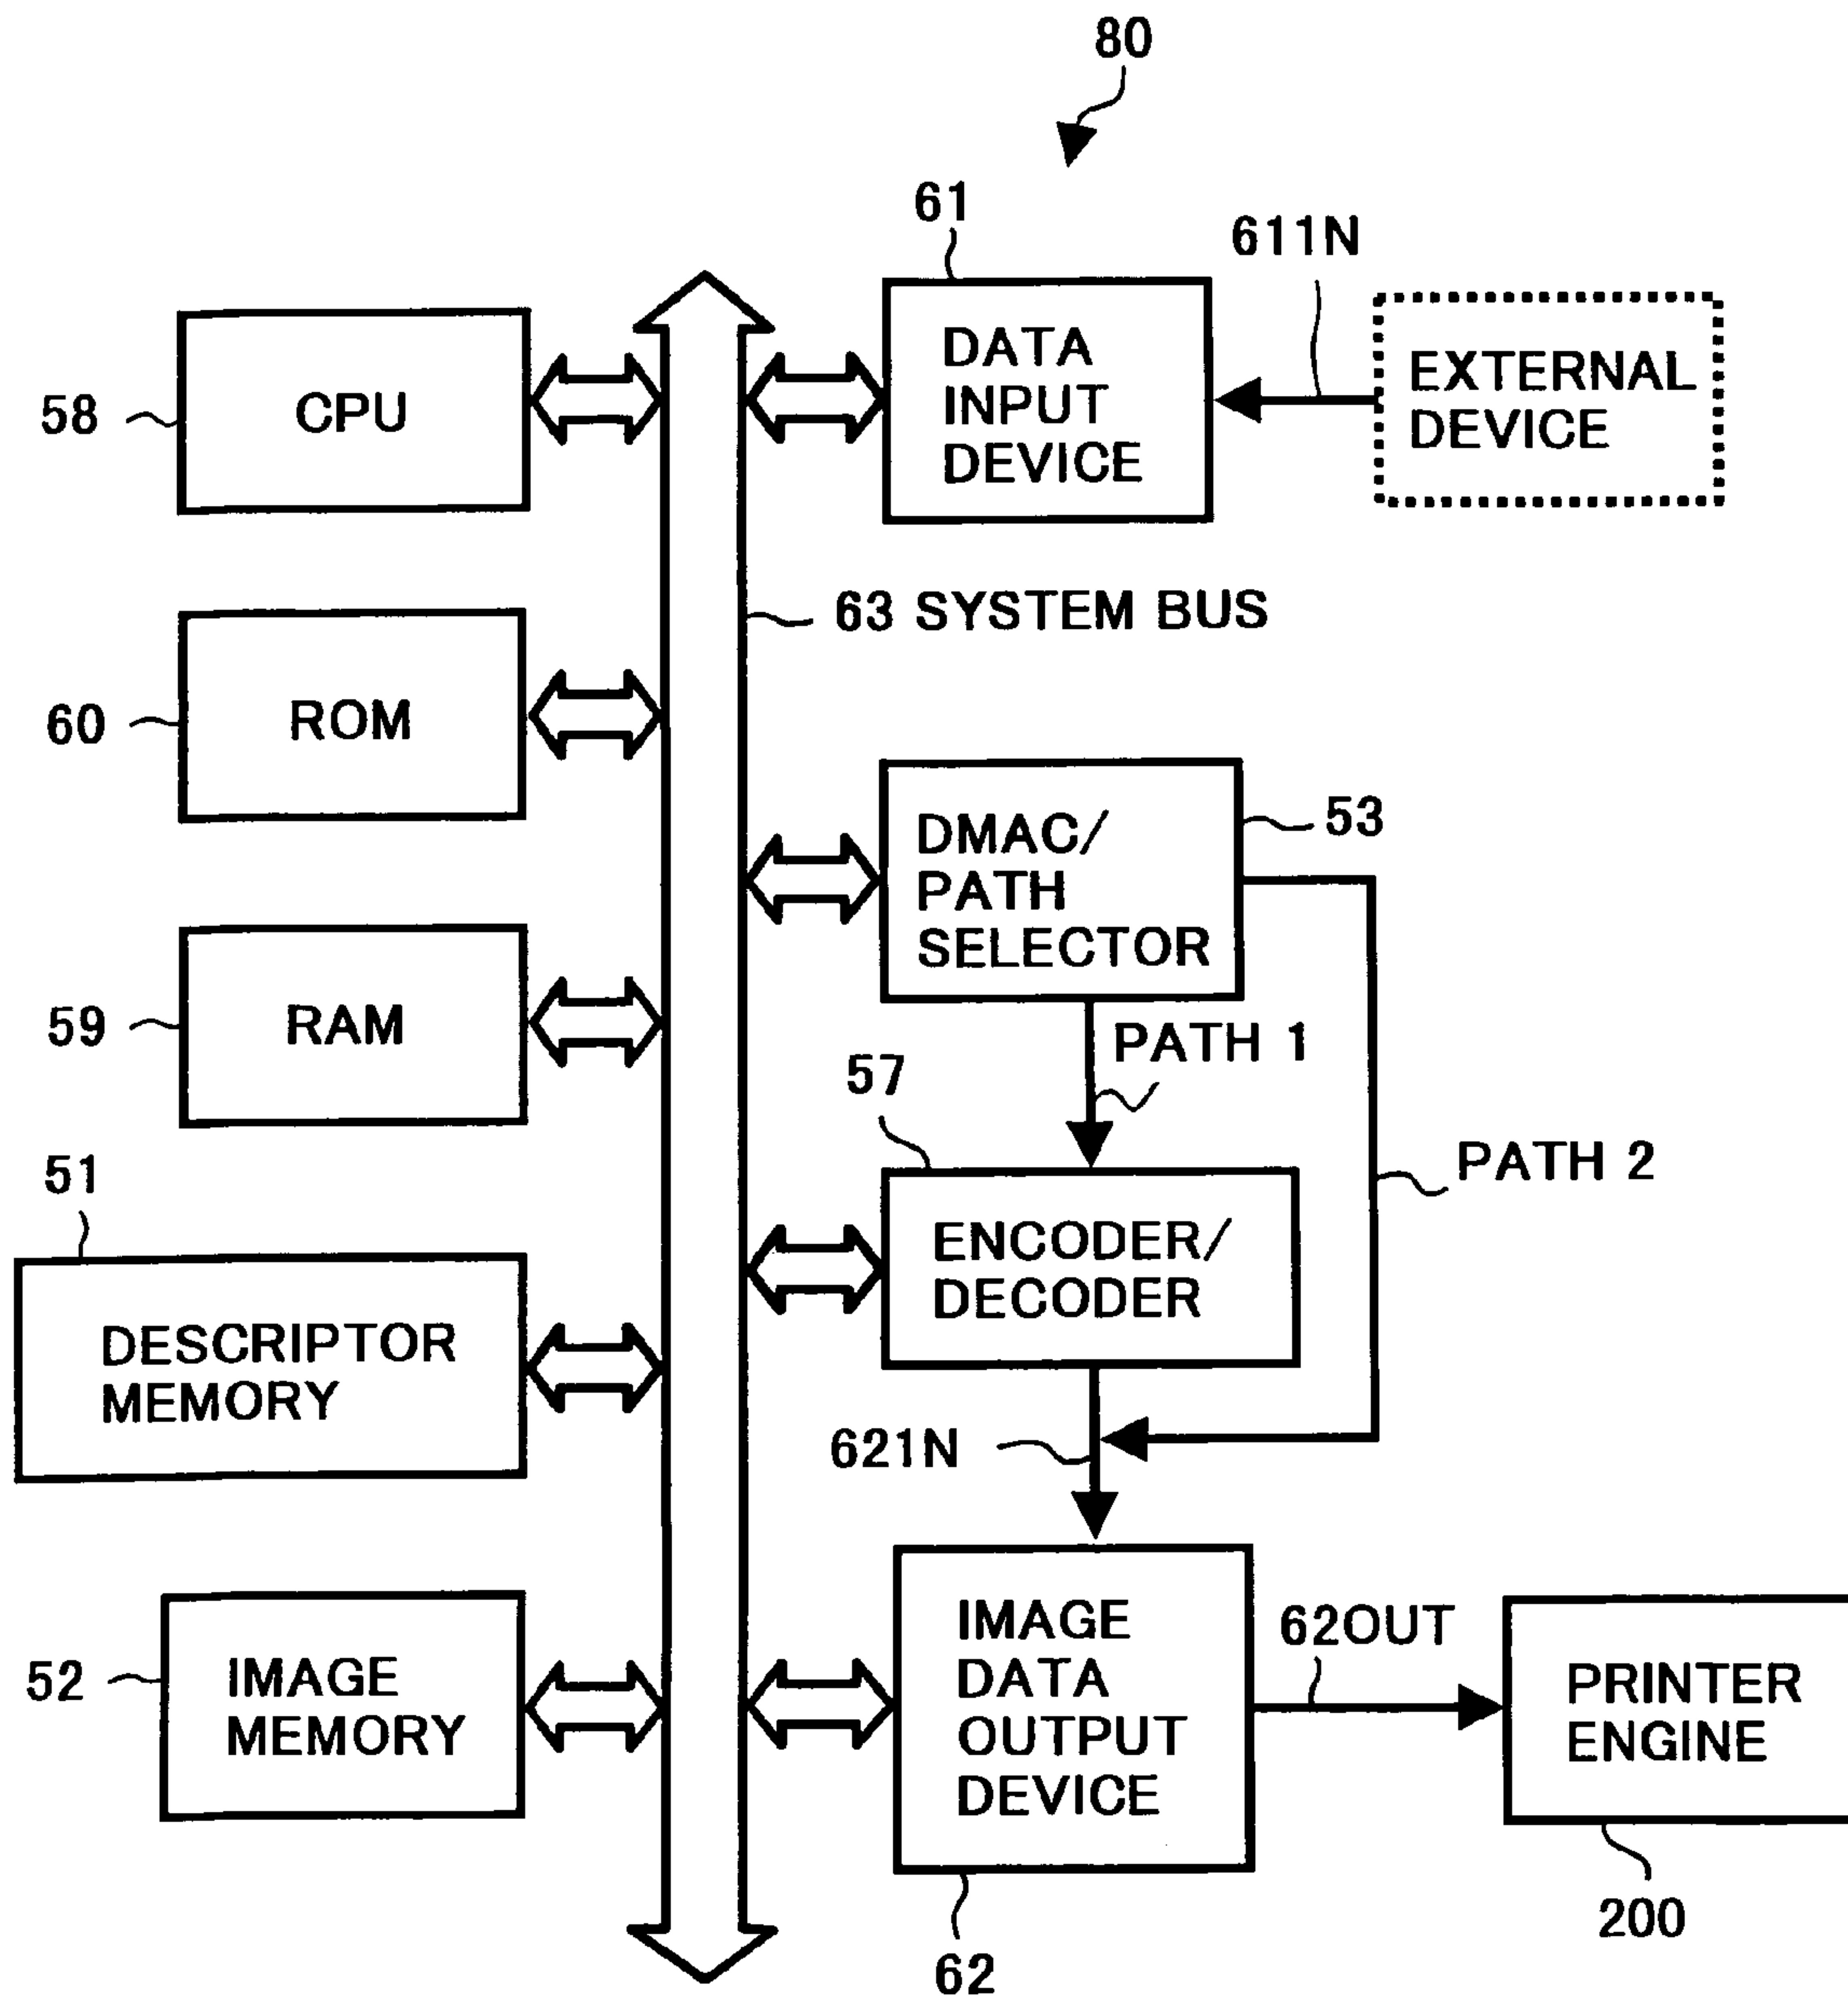 80
61
611N
DATA
INPUT
DEVICE
EXTERNAL
DEVICE
58
CPU
63 SYSTEM BUS
60
ROM
DMAC/
PATH
SELECTOR
53
59
RAM
PATH 1
57
PATH 2
51
ENCODER/
DECODER
DESCRIPTOR
MEMORY
621N
52
IMAGE
MEMORY
IMAGE
DATA
OUTPUT
DEVICE
62OUT
PRINTER
ENGINE
200
62